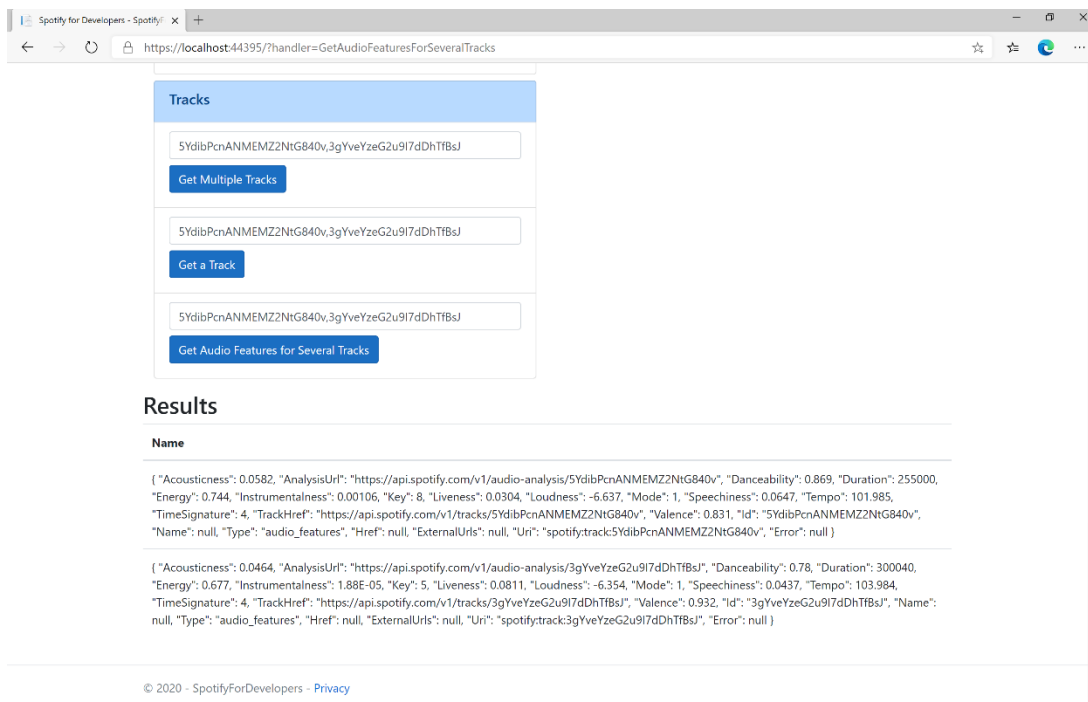 Spotify for Developers - Spotify
https://localhost:44395/?handler=GetAudioFeaturesForSeveralTracks
Tracks
5YdibPcnANMEMZ2NtG840v,3gYveYzeG2u9I7dDhTfBsJ
Get Multiple Tracks
5YdibPcnANMEMZ2NtG840v,3gYveYzeG2u9I7dDhTfBsJ
Get a Track
5YdibPcnANMEMZ2NtG840v,3gYveYzeG2u9I7dDhTfBsJ
Get Audio Features for Several Tracks
Results
Name
{ "Acousticness": 0.0582, "AnalysisUrl": "https://api.spotify.com/v1/audio-analysis/5YdibPcnANMEMZ2NtG840v", "Danceability": 0.869, "Duration": 255000,
"Energy": 0.744, "Instrumentalness": 0.00106, "Key": 8, "Liveness": 0.0304, "Loudness": -6.637, "Mode": 1, "Speechiness": 0.0647, "Tempo": 101.985,
"TimeSignature": 4, "TrackHref": "https://api.spotify.com/v1/tracks/5YdibPcnANMEMZ2NtG840v", "Valence": 0.831, "Id": "5YdibPcnANMEMZ2NtG840v",
"Name": null, "Type": "audio_features", "Href": null, "ExternalUrls": null, "Uri": "spotify:track:5YdibPcnANMEMZ2NtG840v", "Error": null }
{ "Acousticness": 0.0464, "AnalysisUrl": "https://api.spotify.com/v1/audio-analysis/3gYveYzeG2u9I7dDhTfBsJ", "Danceability": 0.78, "Duration": 300040,
"Energy": 0.677, "Instrumentalness": 1.88E-05, "Key": 5, "Liveness": 0.0811, "Loudness": -6.354, "Mode": 1, "Speechiness": 0.0437, "Tempo": 103.984,
"TimeSignature": 4, "TrackHref": "https://api.spotify.com/v1/tracks/3gYveYzeG2u9I7dDhTfBsJ", "Valence": 0.932, "Id": "3gYveYzeG2u9I7dDhTfBsJ", "Name":
null, "Type": "audio_features", "Href": null, "ExternalUrls": null, "Uri": "spotify:track:3gYveYzeG2u9I7dDhTfBsJ", "Error": null }
© 2020 - SpotifyForDevelopers - Privacy